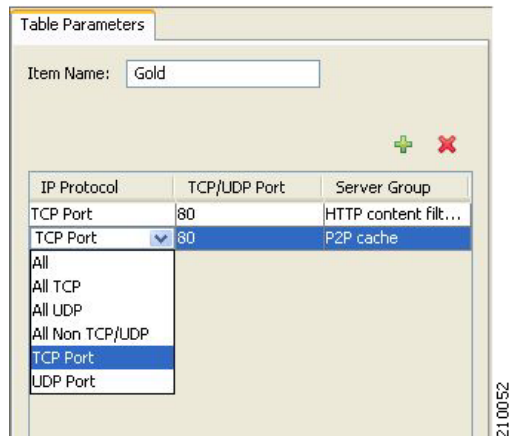 Table Parameters
Item Name: Gold
IP Protocol TCP/UDP Port Server Group
TCP Port 80 HTTP content filt...
TCP Port 80 P2P cache
All
All TCP
All UDP
All Non TCP/UDP
TCP Port
UDP Port
210052